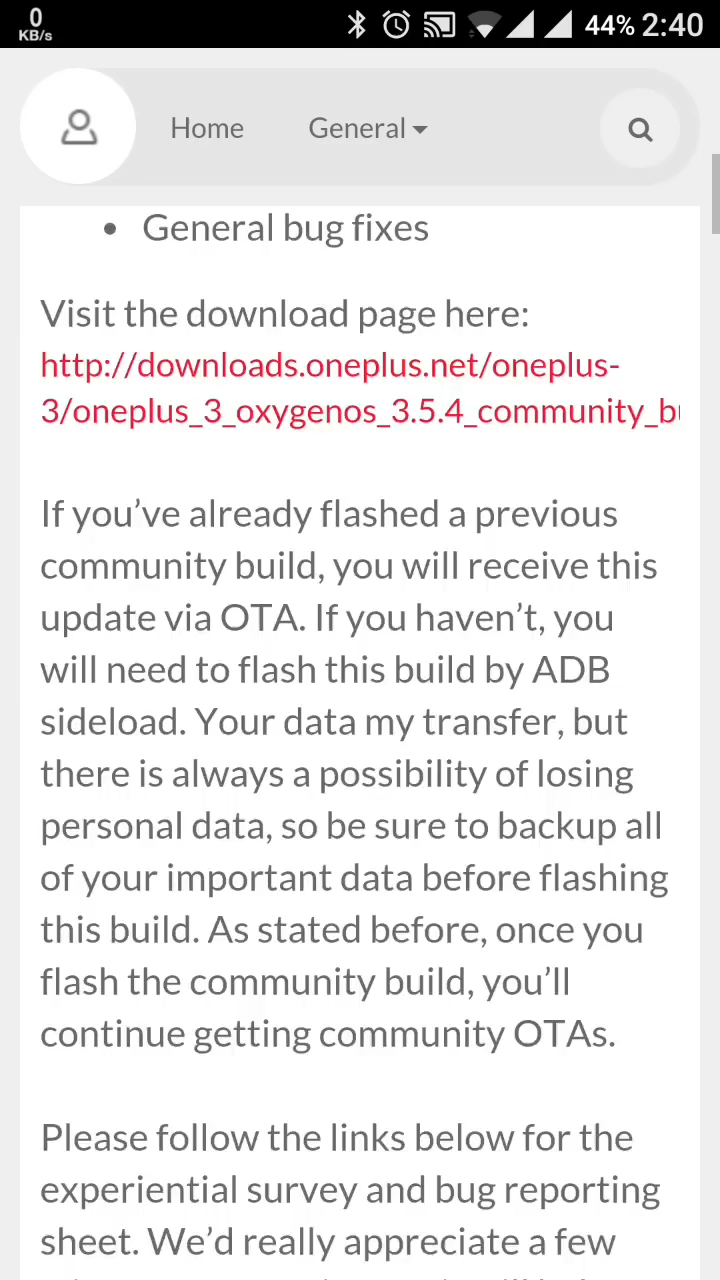 0
KB/s
44% 2:40
Home
General
General bug fixes
Visit the download page here:
http://downloads.oneplus.net/oneplus-
3/oneplus_3_oxygenos_3.5.4_community_bu
If you’ve already flashed a previous
community build, you will receive this
update via OTA. If you haven’t, you
will need to flash this build by ADB
sideload. Your data my transfer, but
there is always a possibility of losing
personal data, so be sure to backup all
of your important data before flashing
this build. As stated before, once you
flash the community build, you’ll
continue getting community OTAs.
Please follow the links below for the
experiential survey and bug reporting
sheet. We’d really appreciate a few